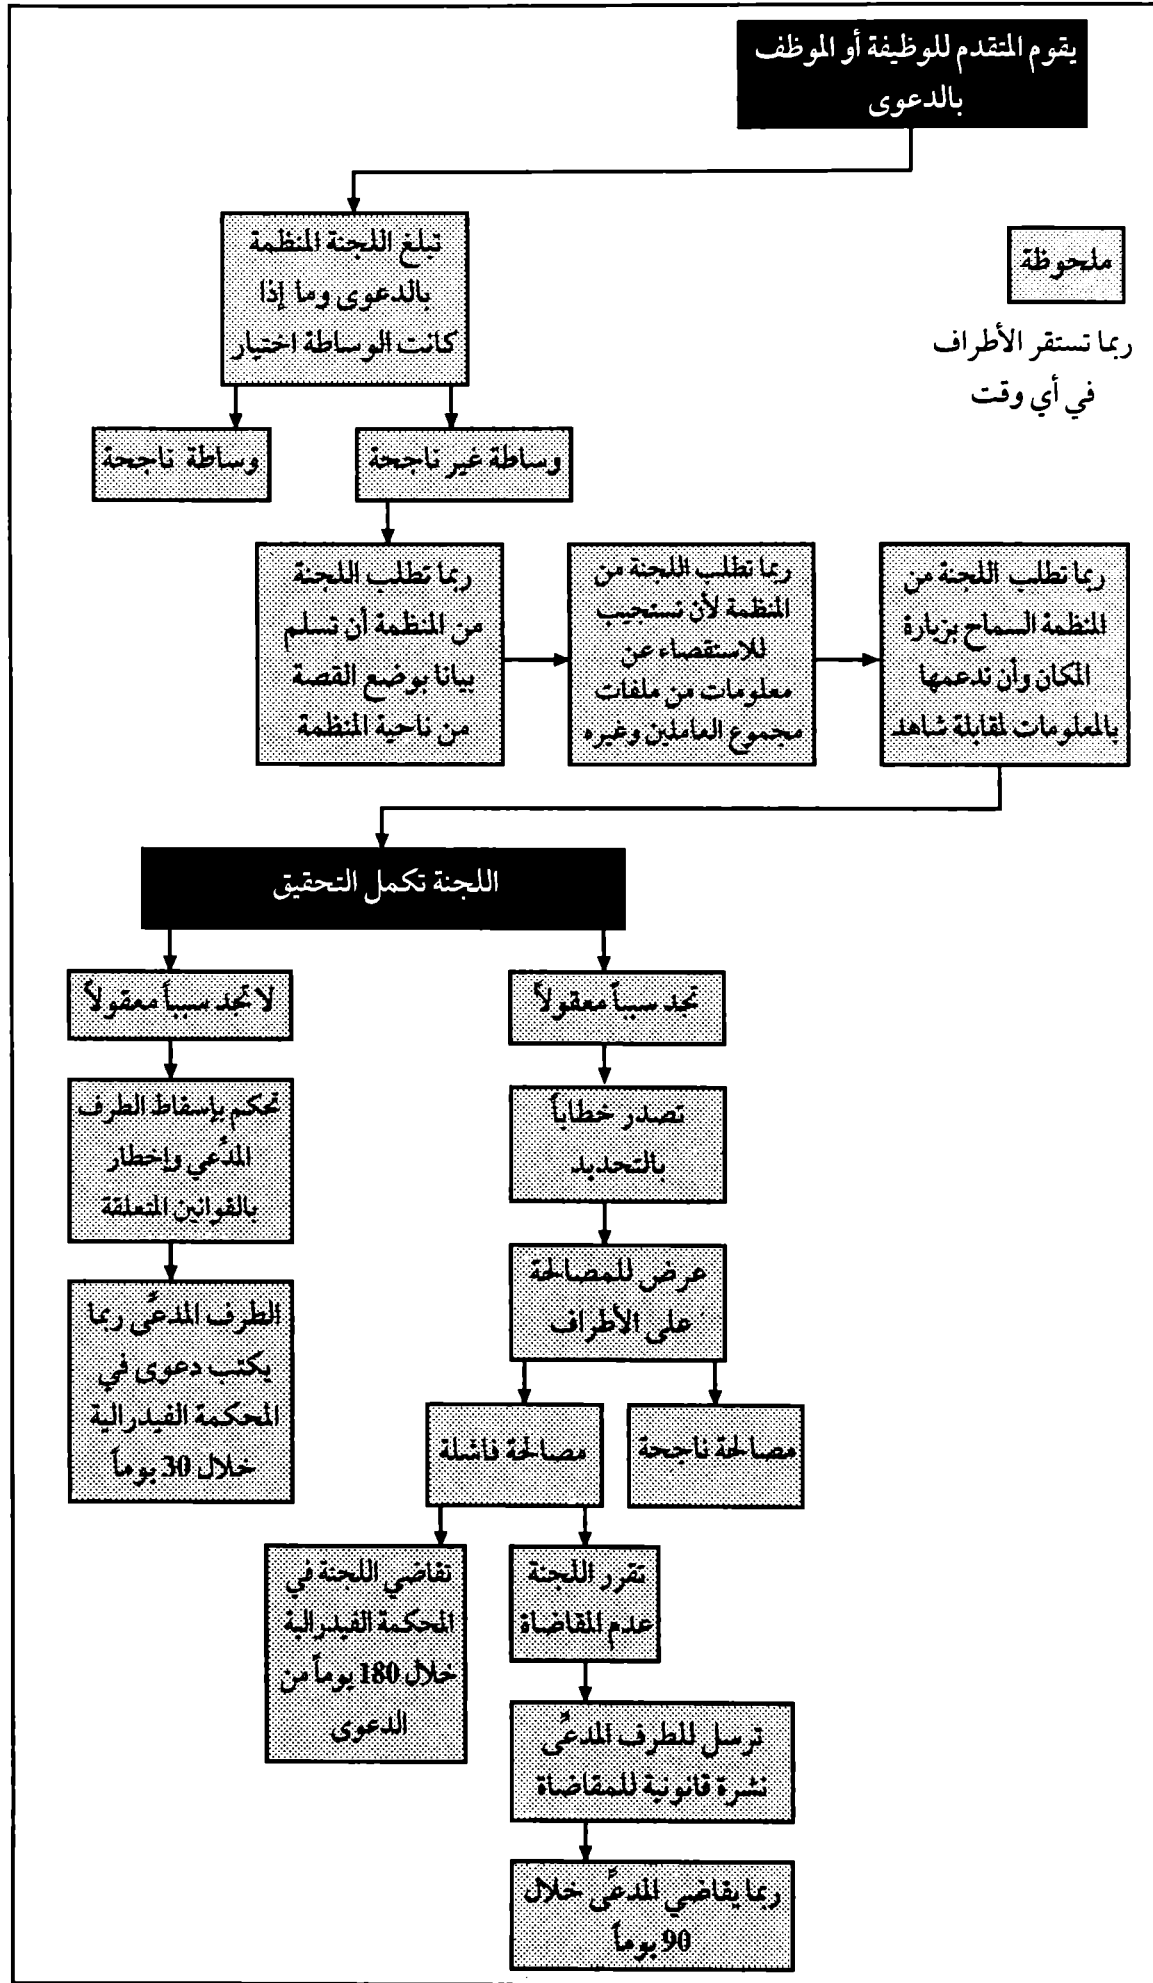 يقوم المتقدم للوظيفة أو الموظف
بالدعوى
تبلغ اللجنة المنظمة
بالدعوى وما إذا
كانت الوساطة اختيار
ملحوظة
ربما تستقر الأطراف
في أي وقت
وساطة غير ناجحة
وساطة ناجحة
ربما تطلب اللجنة
من المنظمة أن تسلم
بيانا بوضع القصة
من ناحية المنظمة
ربما تطلب اللجنة من
المنظمة لأن تستجيب
للاستقصاء عن
معلومات من ملفات
مجموع العاملين وغيره
ربما تطلب اللجنة من
المنظمة السماح بزيارة
المكان وأن تدعمها
بالمعلومات لمقابلة شاهد
اللجنة تكمل التحقيق
تجد سبباً معقولاً
لا تجد سبباً معقولاً
تصدر خطاباً
بالتحديد
تحكم بإسقاط الطرف
المدَّعي وإخطار
بالقوانين المتعلقة
عرض للمصالحة
على الأطراف
الطرف المدعَّى ربما
يكتب دعوى في
المحكمة الفيدرالية
خلال 30 يوماً
مصالحة ناجحة
مصالحة فاشلة
تقرر اللجنة
عدم المقاضاة
تقاضي اللجنة في
المحكمة الفيدرالية
خلال 180 يوماً من
الدعوى
ترسل للطرف المدعَّى
نشرة قانونية للمقاضاة
ربما يقاضي المدعَّى خلال
90 يوماً